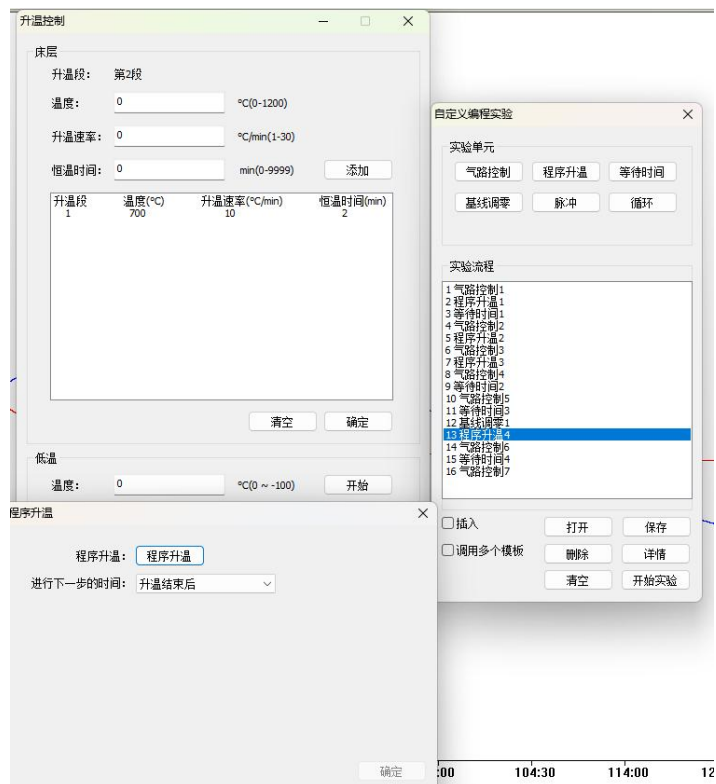 升温控制
床层
升温段： 第2段
温度： 0 °C(0-1200)
升温速率： 0 °C/min(1-30)
恒温时间： 0 min(0-9999) 添加
升温段 温度(°C) 升温速率(°C/min) 恒温时间(min)
1 700 10 2
清空 确定
低温
温度： 0 °C(0 ~ -100) 开始
程序升温
程序升温： 程序升温
进行下一步的时间： 升温结束后
确定
自定义编程实验
实验单元
气路控制 程序升温 等待时间
基线调零 脉冲 循环
实验流程
1 气路控制1
2 程序升温1
3 等待时间1
4 气路控制2
5 程序升温2
6 气路控制3
7 程序升温3
8 气路控制4
9 等待时间2
10 气路控制5
11 等待时间3
12 基线调零1
13 程序升温4
14 气路控制6
15 等待时间4
16 气路控制7
插入 打开 保存
调用多个模板 删除 详情
清空 开始实验
:00 104:30 114:00 12